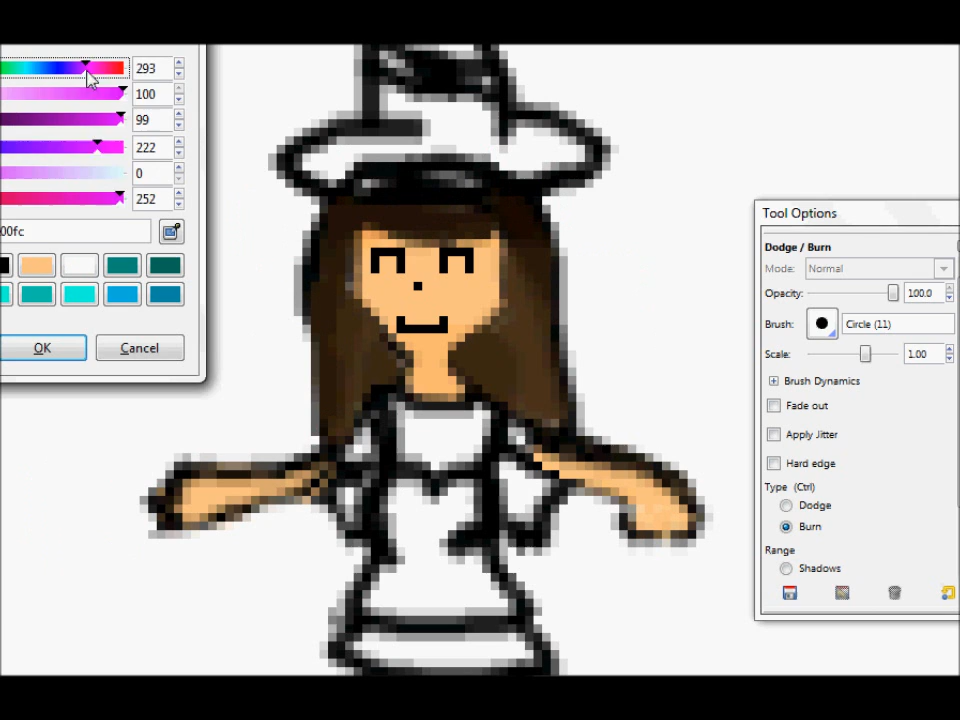 293
100
99
222
0
252
00fc
OK
Cancel
Tool Options
Dodge / Burn
Mode: Normal
Opacity: 100.0
Brush: Circle (11)
Scale: 1.00
Brush Dynamics
Fade out
Apply Jitter
Hard edge
Type (Ctrl)
Dodge
Burn
Range
Shadows